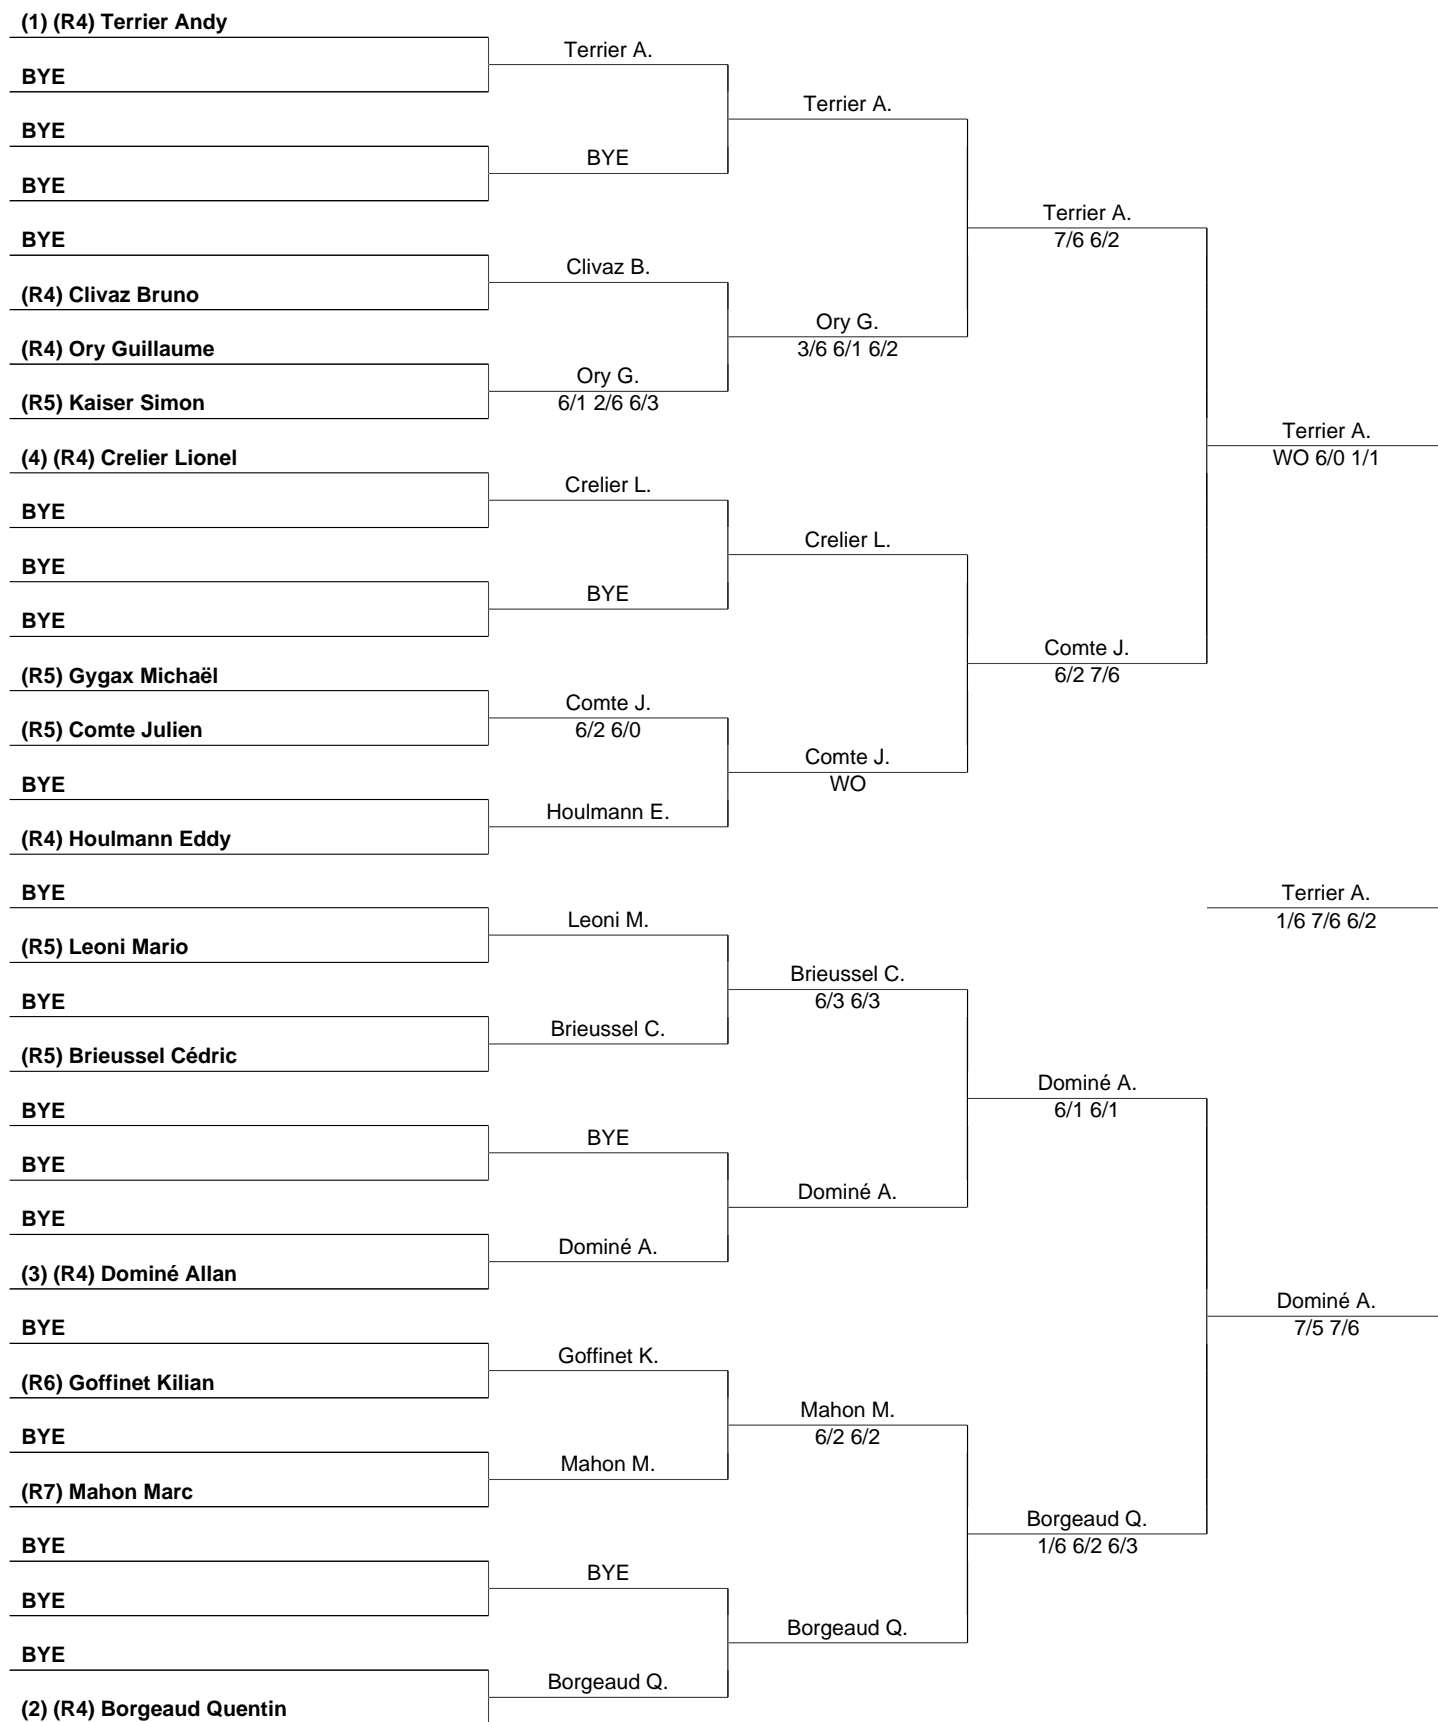 (1) (R4) Terrier Andy
BYE
BYE
BYE
BYE
(R4) Clivaz Bruno
(R4) Ory Guillaume
(R5) Kaiser Simon
(4) (R4) Crelier Lionel
BYE
BYE
BYE
(R5) Gygax Michaël
(R5) Comte Julien
BYE
(R4) Houlmann Eddy
BYE
(R5) Leoni Mario
BYE
(R5) Brieussel Cédric
BYE
BYE
BYE
(3) (R4) Dominé Allan
BYE
(R6) Goffinet Kilian
BYE
(R7) Mahon Marc
BYE
BYE
BYE
(2) (R4) Borgeaud Quentin
Terrier A.
BYE
Clivaz B.
Ory G.
6/1 2/6 6/3
Crelier L.
BYE
Comte J.
6/2 6/0
Houlmann E.
Leoni M.
Brieussel C.
BYE
Dominé A.
Goffinet K.
Mahon M.
BYE
Borgeaud Q.
Terrier A.
Ory G.
3/6 6/1 6/2
Crelier L.
Comte J.
WO
Brieussel C.
6/3 6/3
Dominé A.
Mahon M.
6/2 6/2
Borgeaud Q.
Terrier A.
7/6 6/2
Comte J.
6/2 7/6
Dominé A.
6/1 6/1
Borgeaud Q.
1/6 6/2 6/3
Terrier A.
WO 6/0 1/1
Terrier A.
1/6 7/6 6/2
Dominé A.
7/5 7/6